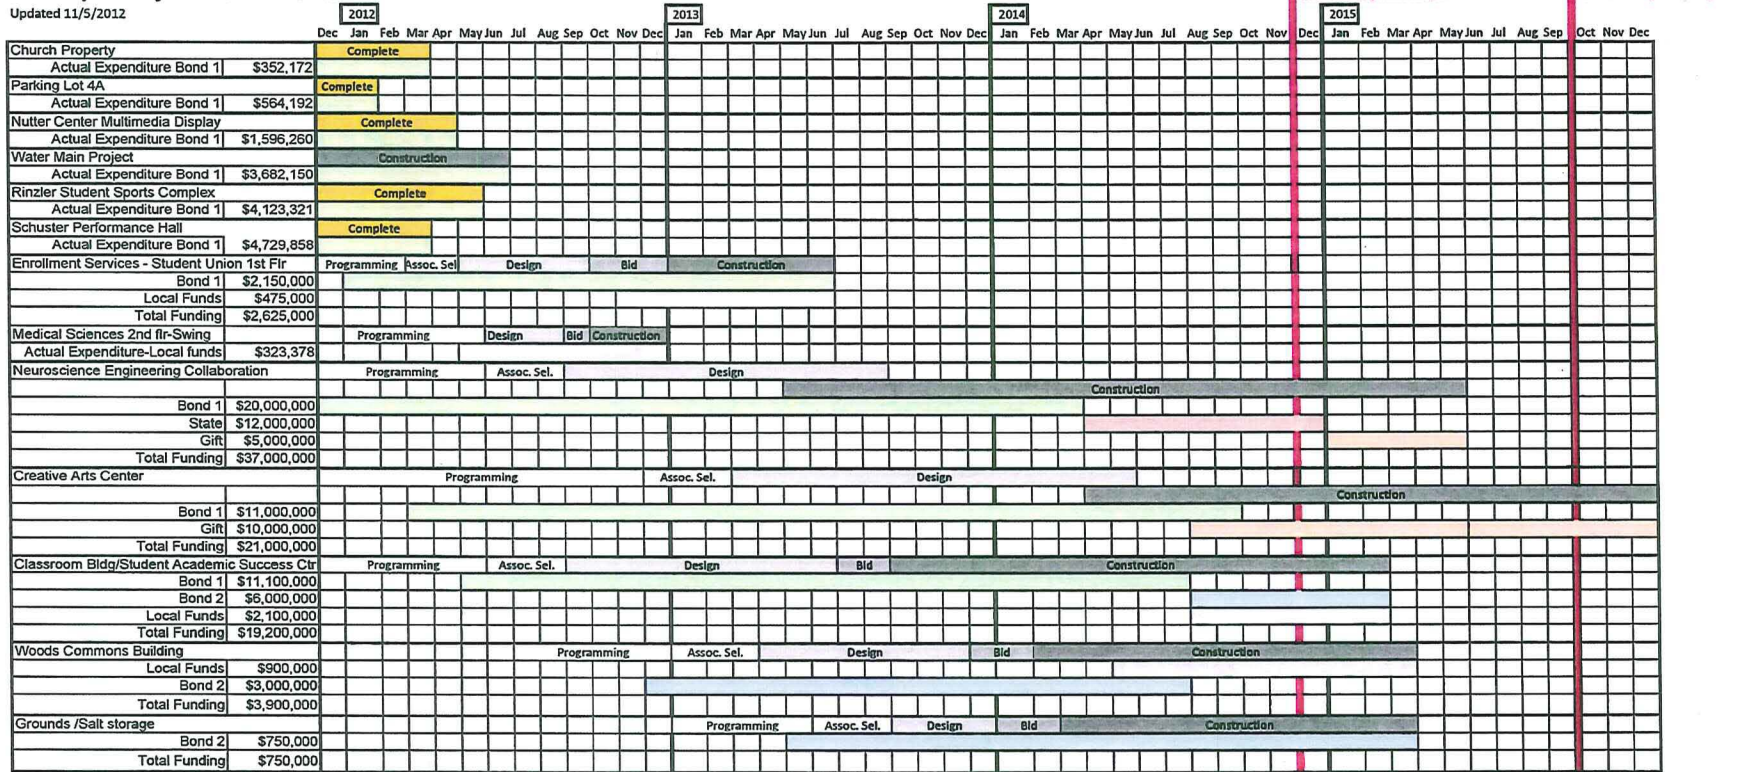 Updated 11/5/2012
2012 2013 2014 2015
Dec Jan Feb Mar Apr May Jun Jul Aug Sep Oct Nov Dec Jan Feb Mar Apr May Jun Jul Aug Sep Oct Nov Dec Jan Feb Mar Apr May Jun Jul Aug Sep Oct Nov Dec Jan Feb Mar Apr May Jun Jul Aug Sep Oct Nov Dec
Church Property Complete
Actual Expenditure Bond 1 $352,172
Parking Lot 4A Complete
Actual Expenditure Bond 1 $564,192
Nutter Center Multimedia Display Complete
Actual Expenditure Bond 1 $1,596,260
Water Main Project Construction
Actual Expenditure Bond 1 $3,682,150
Rinzler Student Sports Complex Complete
Actual Expenditure Bond 1 $4,123,321
Schuster Performance Hall Complete
Actual Expenditure Bond 1 $4,729,858
Enrollment Services - Student Union 1st Flr Programming Assoc. Sel Design Bid Construction
Bond 1 $2,150,000
Local Funds $475,000
Total Funding $2,625,000
Medical Sciences 2nd flr-Swing Programming Design Bid Construction
Actual Expenditure-Local funds $323,378
Neuroscience Engineering Collaboration Programming Assoc. Sel. Design
Construction
Bond 1 $20,000,000
State $12,000,000
Gift $5,000,000
Total Funding $37,000,000
Creative Arts Center Programming Assoc. Sel. Design
Construction
Bond 1 $11,000,000
Gift $10,000,000
Total Funding $21,000,000
Classroom Bldg/Student Academic Success Ctr Programming Assoc. Sel. Design Bid Construction
Bond 1 $11,100,000
Bond 2 $6,000,000
Local Funds $2,100,000
Total Funding $19,200,000
Woods Commons Building Programming Assoc. Sel. Design Bid Construction
Local Funds $900,000
Bond 2 $3,000,000
Total Funding $3,900,000
Grounds /Salt storage Programming Assoc. Sel. Design Bid Construction
Bond 2 $750,000
Total Funding $750,000